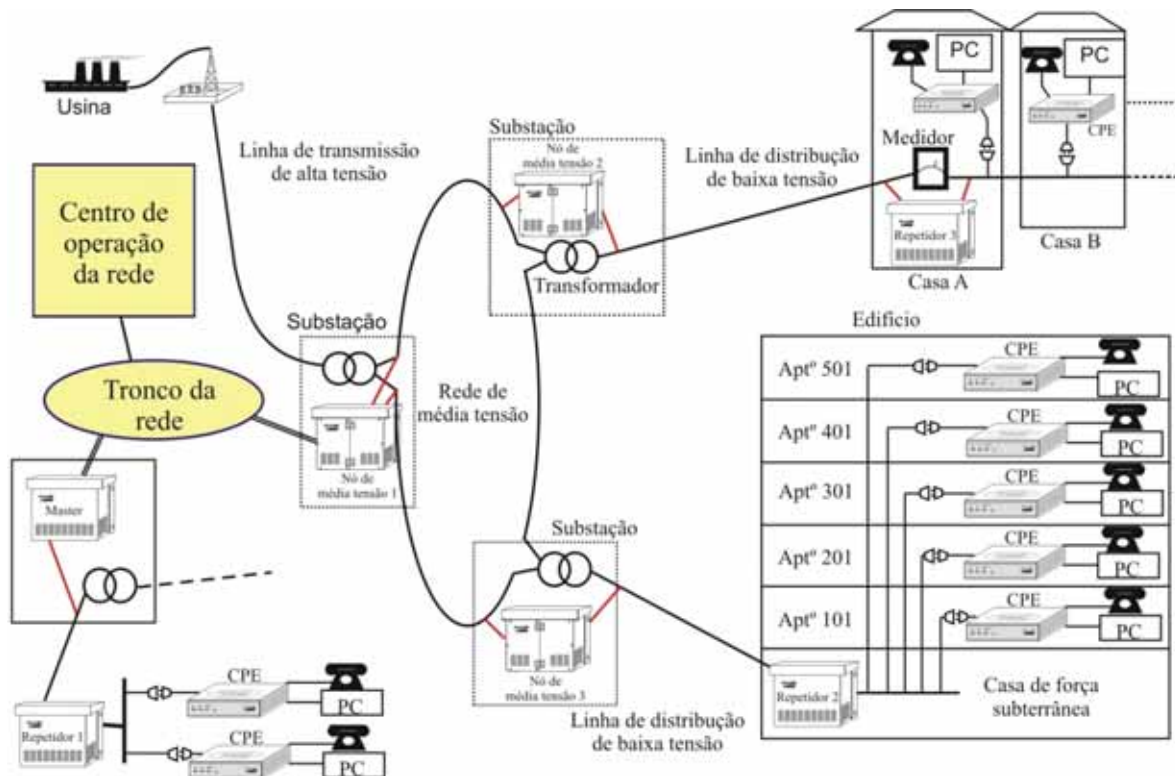 Usina
Linha de transmissão
de alta tensão
Centro de
operação
da rede
Tronco da
rede
Master
Repetidor 1
CPE
PC
CPE
PC
Substação
Nó de
média tensão 1
Rede de
média tensão
Substação
Nó de
média tensão 2
Transformador
Linha de distribução
de baixa tensão
Substação
Nó de
média tensão 3
Linha de distribução
de baixa tensão
PC
Medidor
Repetidor 3
Casa A
PC
CPE
Casa B
Edifício
Aptº 501
CPE
PC
Aptº 401
CPE
PC
Aptº 301
CPE
PC
Aptº 201
CPE
PC
Aptº 101
CPE
PC
Repetidor 2
Casa de força
subterrânea